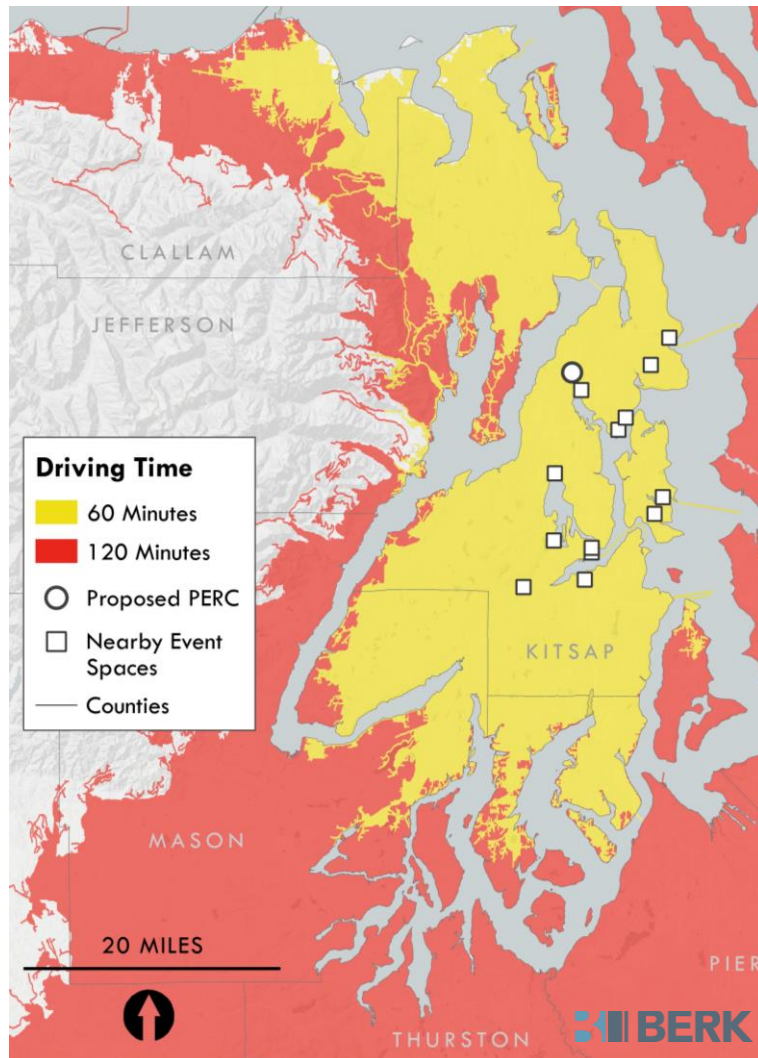 CLALLAM
JEFFERSON
Driving Time
60 Minutes
120 Minutes
Proposed PERC
Nearby Event
Spaces
Counties
KITSAP
MASON
20 MILES
PIER
THURSTON
BERK